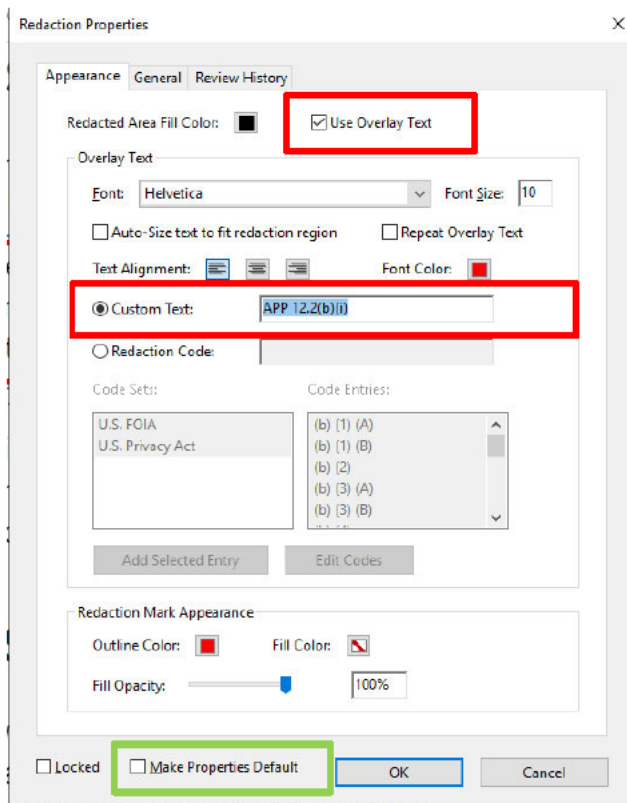 Redaction Properties
Appearance General Review History
Redacted Area Fill Color: Use Overlay Text
Overlay Text
Font: Helvetica Font Size: 10
Auto-Size text to fit redaction region Repeat Overlay Text
Text Alignment: Font Color:
Custom Text: APP 12.2(b)(i)
Redaction Code:
Code Sets: Code Entries:
U.S. FOIA (b) (1) (A)
U.S. Privacy Act (b) (1) (B)
(b) (2)
(b) (3) (A)
(b) (3) (B)
Add Selected Entry Edit Codes
Redaction Mark Appearance
Outline Color: Fill Color:
Fill Opacity: 100%
Locked Make Properties Default OK Cancel